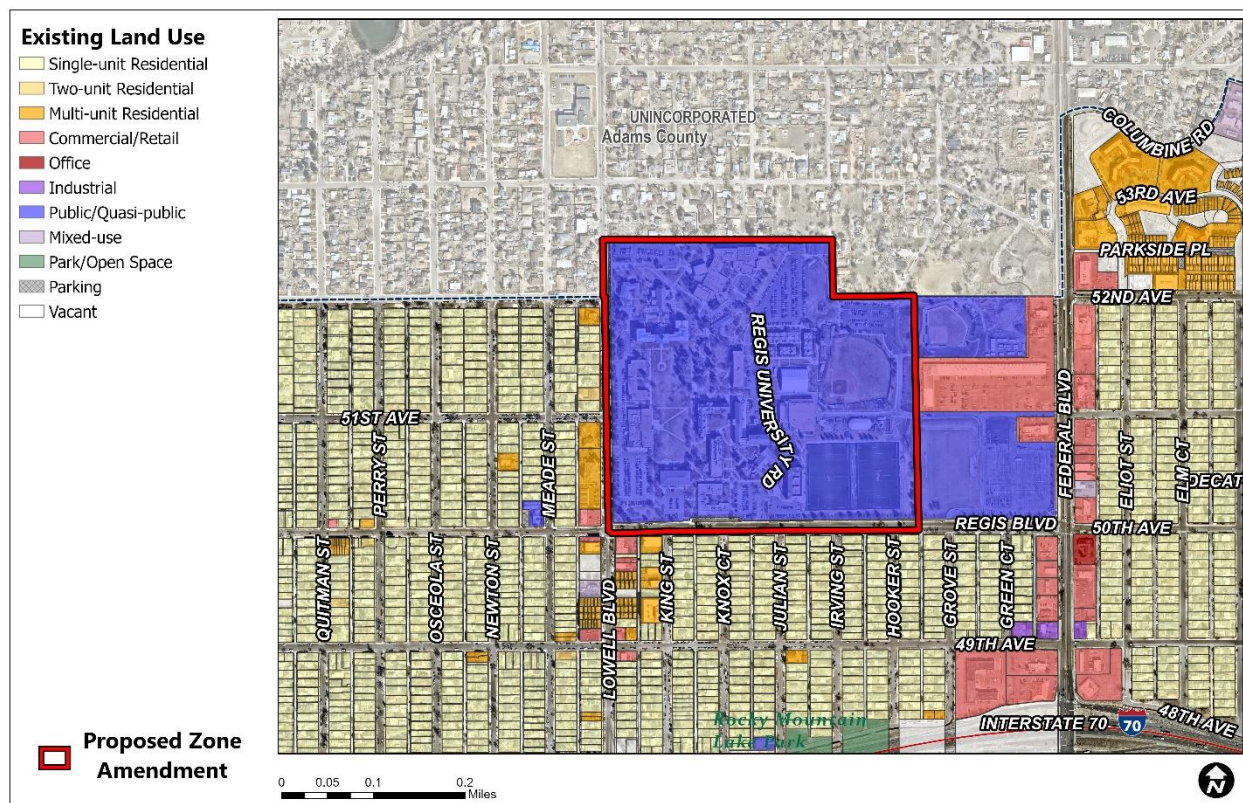 Existing Land Use
Single-unit Residential
Two-unit Residential
Multi-unit Residential
Commercial/Retail
Office
Industrial
Public/Quasi-public
Mixed-use
Park/Open Space
Parking
Vacant
Proposed Zone
Amendment
UNINCORPORATED
Adams County
COLUMBINE RD
53RD AVE
PARKSIDE PL
52ND AVE
REGIS UNIVERSITY RD
51ST AVE
PERRY ST
MEADE ST
FEDERAL BLVD
ELIOT ST
ELM CT
DECAT
REGIS BLVD
50TH AVE
QUITMAN ST
OSCEOLA ST
NEWTON ST
LOWELL BLVD
KING ST
KNOX CT
JULIAN ST
IRVING ST
HOOKER ST
GROVE ST
GREEN CT
49TH AVE
Rocky Mountain
Lake Park
INTERSTATE 70
70
48TH AVE
0 0.05 0.1 0.2
Miles
N